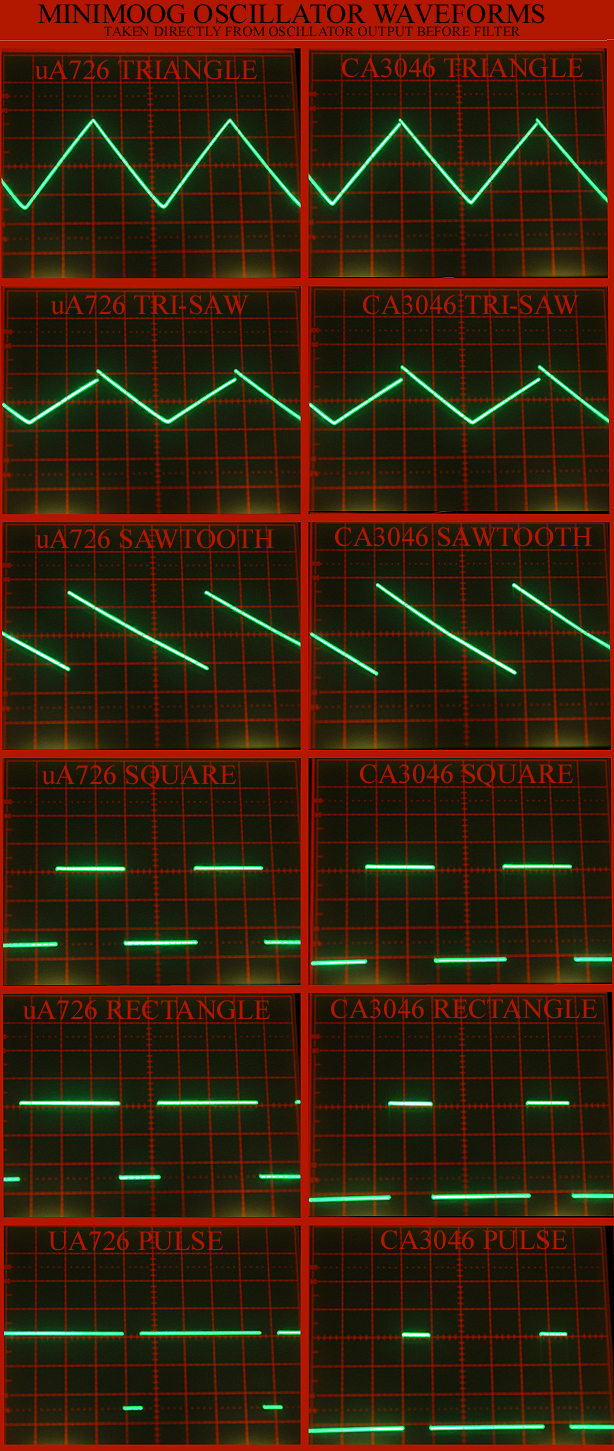 MINIMOOG OSCILLATOR WAVEFORMS
TAKEN DIRECTLY FROM OSCILLATOR OUTPUT BEFORE FILTER
uA726 TRIANGLE
CA3046 TRIANGLE
uA726 TRI-SAW
CA3046 TRI-SAW
uA726 SAWTOOTH
CA3046 SAWTOOTH
uA726 SQUARE
CA3046 SQUARE
uA726 RECTANGLE
CA3046 RECTANGLE
UA726 PULSE
CA3046 PULSE